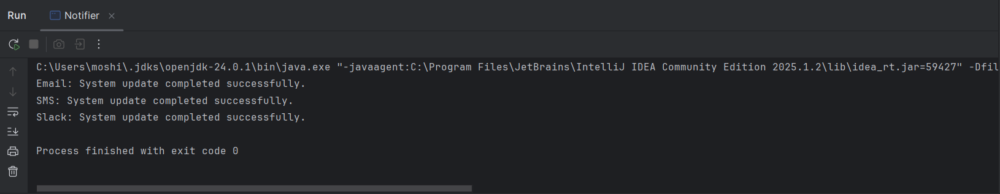 Run Notifier
C:\Users\moshi\.jdks\openjdk-24.0.1\bin\java.exe "-javaagent:C:\Program Files\JetBrains\IntelliJ IDEA Community Edition 2025.1.2\lib\idea_rt.jar=59427" -Dfil
Email: System update completed successfully.
SMS: System update completed successfully.
Slack: System update completed successfully.
Process finished with exit code 0